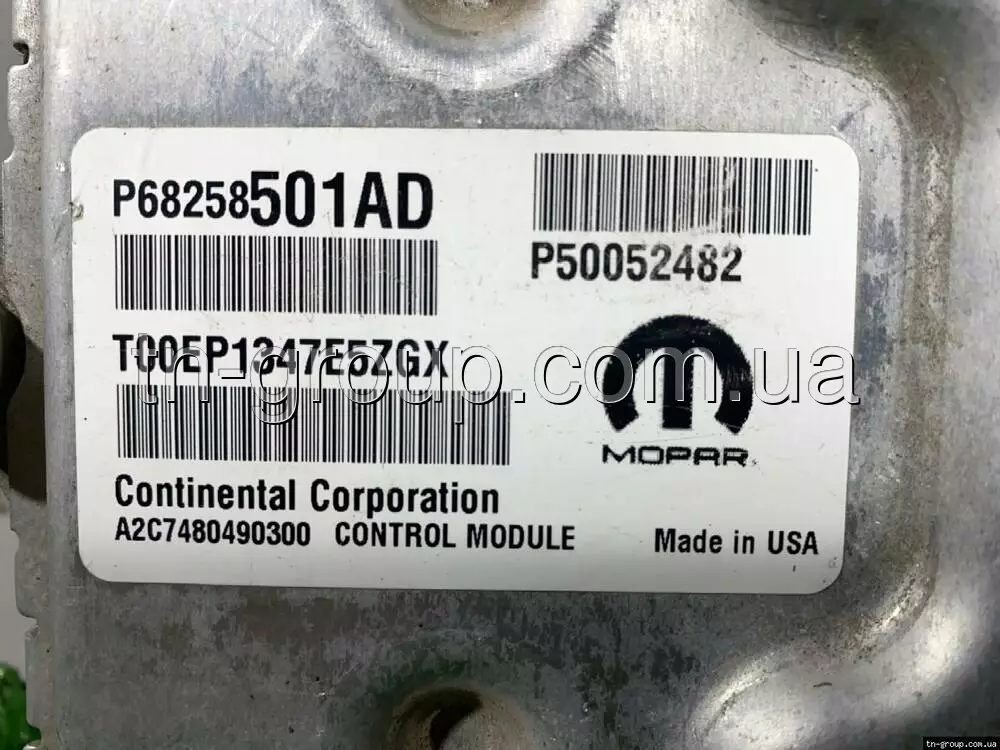 P68258501AD
P50052482
T00EP1347E5ZGX
tn-group.com.ua
MOPAR
Continental Corporation
A2C7480490300 CONTROL MODULE
Made in USA
tn-group.com.ua